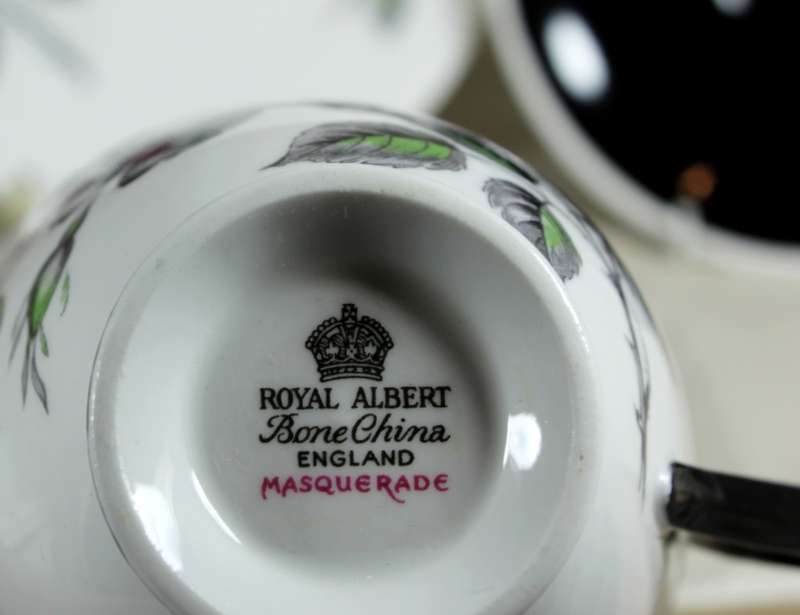 ROYAL ALBERT
Bone China
ENGLAND
MASQUERADE